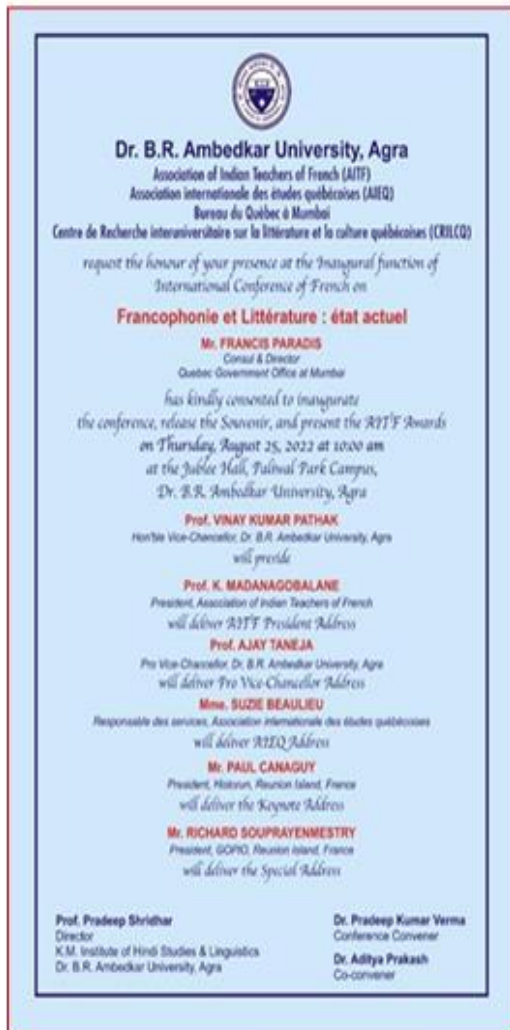 Dr. B.R. Ambedkar University, Agra
Association of Indian Teachers of French (AITF)
Association internationale des études québécoises (AIEQ)
Bureau du Québec à Mumbai
Centre de Recherche interuniversitaire sur la littérature et la culture québécoises (CRILCQ)
request the honour of your presence at the Inaugural function of
International Conference of French on
Francophonie et Littérature : état actuel
Mr. FRANCIS PARADIS
Consul & Director
Quebec Government Office at Mumbai
has kindly consented to inaugurate
the conference, release the Souvenir, and present the AITF Awards
on Thursday, August 25, 2022 at 10:00 am
at the Jublee Hall, Paliwal Park Campus,
Dr. B.R. Ambedkar University, Agra
Prof. VINAY KUMAR PATHAK
Hon'ble Vice-Chancellor, Dr. B.R. Ambedkar University, Agra
will preside
Prof. K. MADANAGOBALANE
President, Association of Indian Teachers of French
will deliver AITF President Address
Prof. AJAY TANEJA
Pro Vice-Chancellor, Dr. B.R. Ambedkar University, Agra
will deliver Pro Vice-Chancellor Address
Mme. SUZIE BEAULIEU
Responsable des services, Association internationale des études québécoises
will deliver AIEQ Address
Mr. PAUL CANAGUY
President, Reunion Island, France
will deliver the Keynote Address
Mr. RICHARD SOUPRAYENMESTRY
President, GOPIO, Reunion Island, France
will deliver the Special Address
Prof. Pradeep Shridhar
Director
K.M. Institute of Hindi Studies & Linguistics
Dr. B.R. Ambedkar University, Agra
Dr. Pradeep Kumar Verma
Conference Convener
Dr. Aditya Prakash
Co-convener